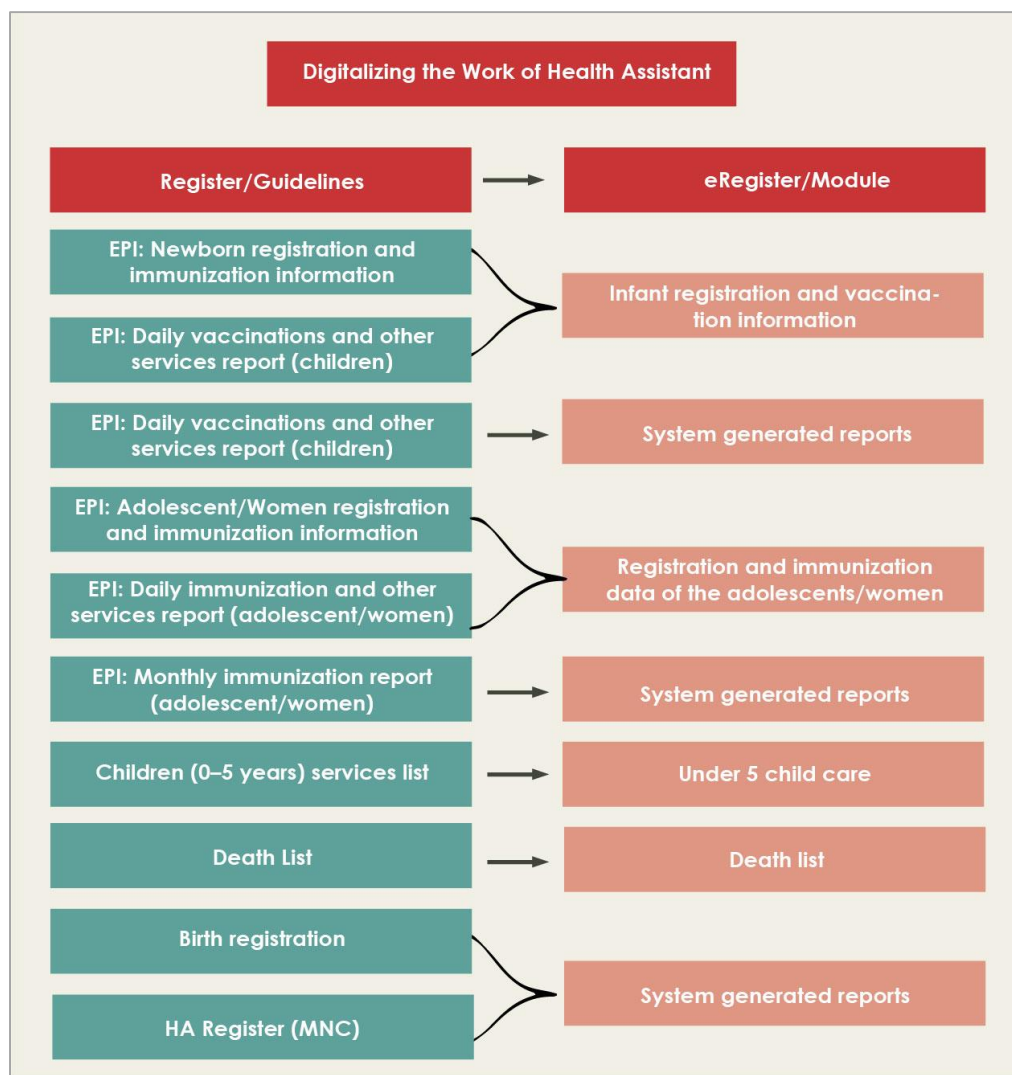 Digitalizing the Work of Health Assistant
Register/Guidelines
eRegister/Module
EPI: Newborn registration and
immunization information
Infant registration and vaccina-
tion information
EPI: Daily vaccinations and other
services report (children)
EPI: Daily vaccinations and other
services report (children)
System generated reports
EPI: Adolescent/Women registration
and immunization information
Registration and immunization
data of the adolescents/women
EPI: Daily immunization and other
services report (adolescent/women)
EPI: Monthly immunization report
(adolescent/women)
System generated reports
Children (0–5 years) services list
Under 5 child care
Death List
Death list
Birth registration
System generated reports
HA Register (MNC)